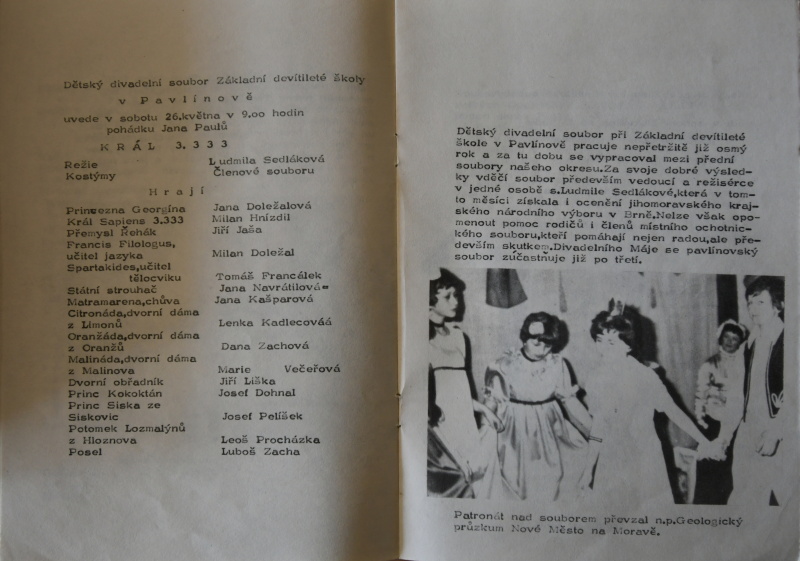 Dětský divadelní soubor Základní devítileté školy
v Pavlínově
uvede v sobotu 26.května v 9.oo hodin
pohádku Jana Paulů
KRÁL 3.333
Režie Ludmila Sedláková
Kostýmy Členové souboru
Hrají
Princezna Georgína Jana Doležalová
Král Sapiens 3.333 Milan Hnízdil
Přemysl Řehák Jiří Jaša
Francis Filologus,
učitel jazyka Milan Doležal
Spartakides,učitel
tělocviku Tomáš Francálek
Státní strouhač Jana Navrátilová
Matramarena,chůva Jana Kašparová
Citronáda,dvorní dáma
z Limonů Lenka Kadlecováá
Oranžáda,dvorní dáma
z Oranžů Dana Zachová
Malináda,dvorní dáma
z Malinova Marie Večeřová
Dvorní obřadník Jiří Liška
Princ Kokoktán Josef Dohnal
Princ Siska ze
Siskovic Josef Pelíšek
Potomek Lozmalýnů
z Hloznova Leoš Procházka
Posel Luboš Zacha
Dětský divadelní soubor při Základní devítileté
škole v Pavlínově pracuje nepřetržitě již osmý
rok a za tu dobu se vypracoval mezi přední
soubory našeho okresu.Za svoje dobré výsled-
ky vděčí soubor především vedoucí a režisérce
v jedné osobě s.Ludmile Sedlákové,která v tom-
to měsíci získala i ocenění jihomoravského kraj-
ského národního výboru v Brně.Nelze však opo-
menout pomoc rodičů i členů místního ochotnic-
kého souboru,kteří pomáhají nejen radou,ale pře-
devším skutkem.Divadelního Máje se pavlínovský
soubor zúčastňuje již po třetí.
Patronát nad souborem převzal n.p.Geologický
průzkum Nové Město na Moravě.